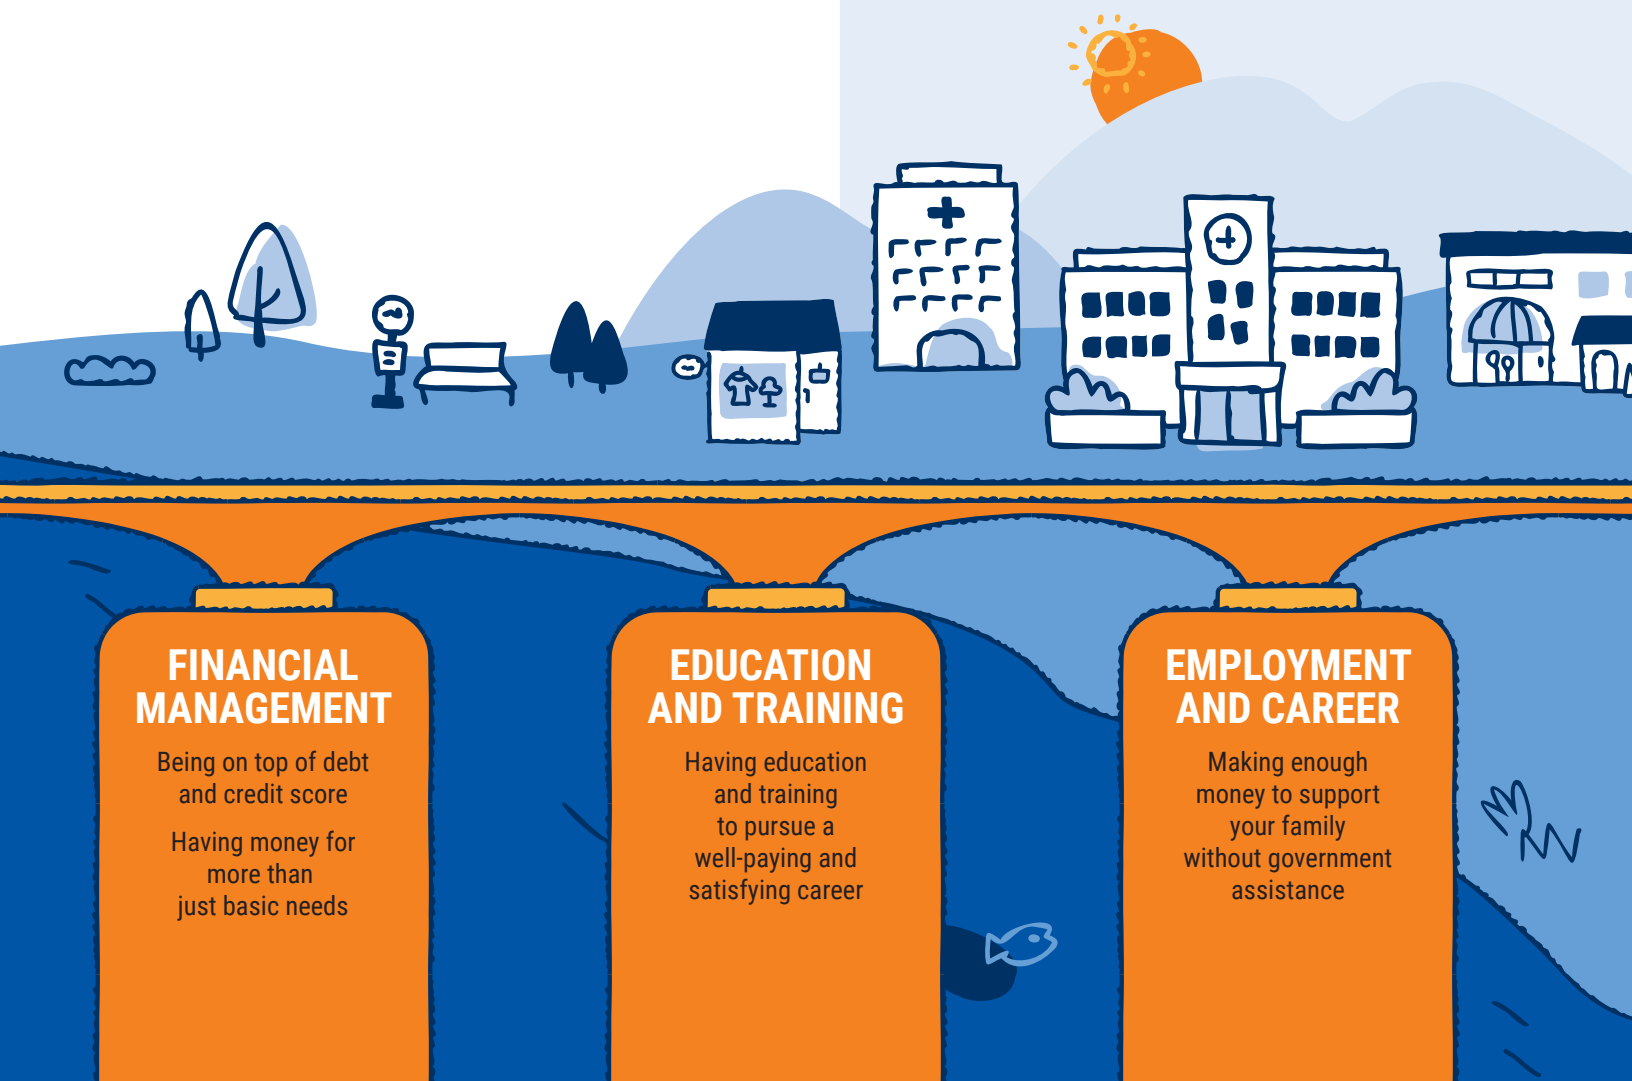 FINANCIAL
MANAGEMENT
Being on top of debt
and credit score
Having money for
more than
just basic needs
EDUCATION
AND TRAINING
Having education
and training
to pursue a
well-paying and
satisfying career
EMPLOYMENT
AND CAREER
Making enough
money to support
your family
without government
assistance